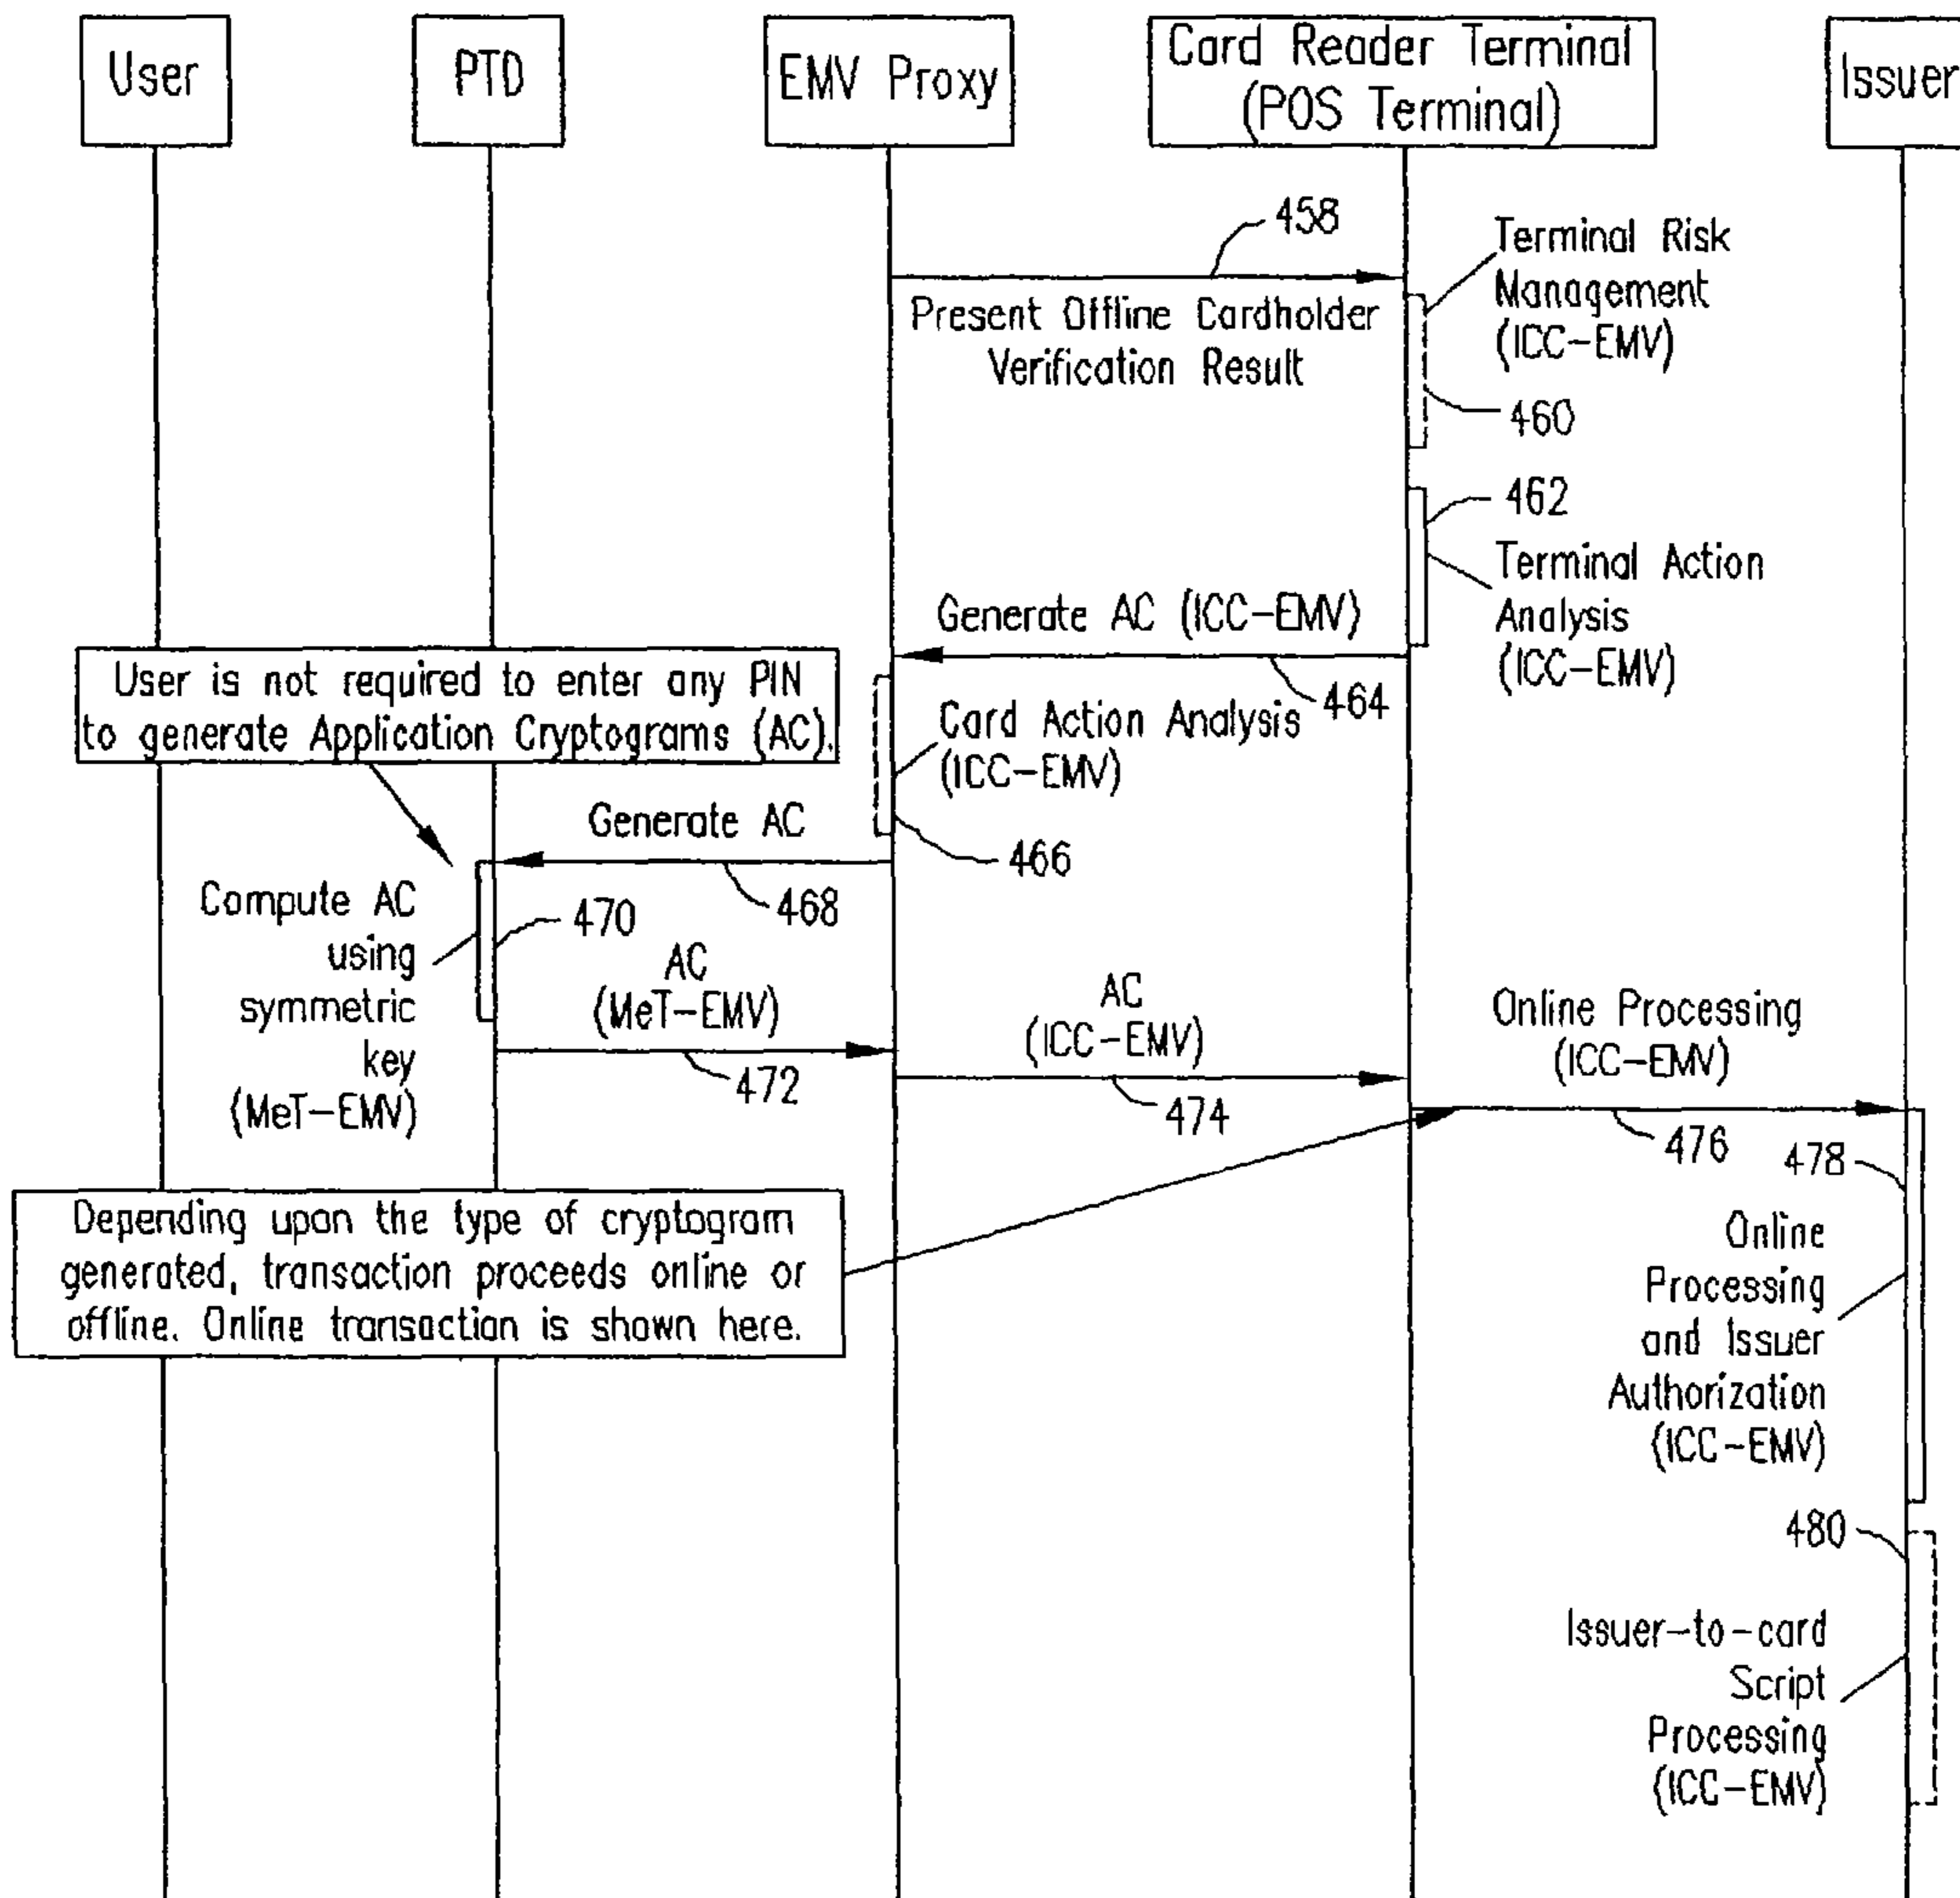 User
PTD
EMV Proxy
Card Reader Terminal
(POS Terminal)
Issuer
458
Present Offline Cardholder
Verification Result
Terminal Risk
Management
(ICC-EMV)
460
462
Terminal Action
Analysis
(ICC-EMV)
Generate AC (ICC-EMV)
464
User is not required to enter any PIN
to generate Application Cryptograms (AC).
Card Action Analysis
(ICC-EMV)
466
Generate AC
468
Compute AC
using
symmetric
key
(MeT-EMV)
470
AC
(MeT-EMV)
472
AC
(ICC-EMV)
474
Online Processing
(ICC-EMV)
476
478
Depending upon the type of cryptogram
generated, transaction proceeds online or
offline. Online transaction is shown here.
Online
Processing
and Issuer
Authorization
(ICC-EMV)
480
Issuer-to-card
Script
Processing
(ICC-EMV)